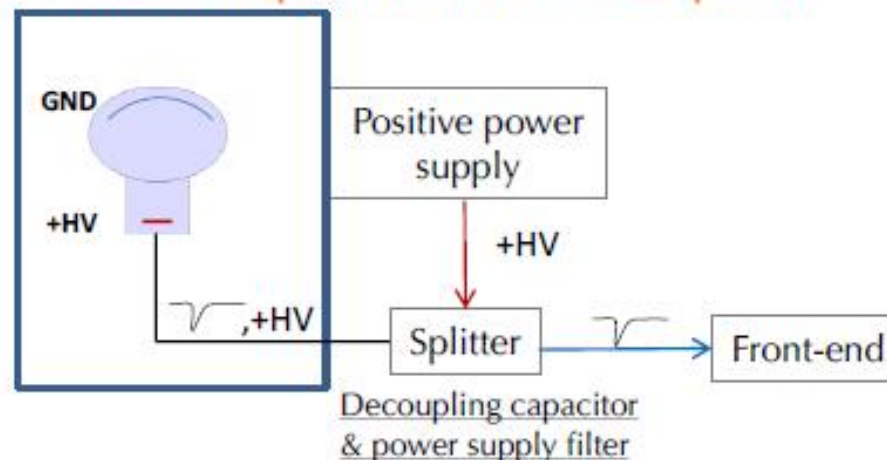 GND
Positive power
supply
+HV
+HV
,+HV
Splitter
Front-end
Decoupling capacitor
& power supply filter